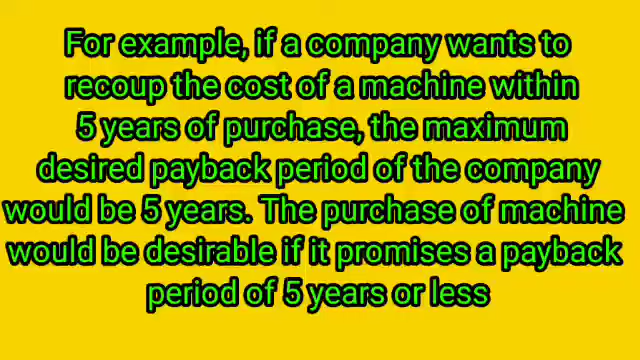 For example, if a company wants to
recoup the cost of a machine within
5 years of purchase, the maximum
desired payback period of the company
would be 5 years. The purchase of machine
would be desirable if it promises a payback
period of 5 years or less